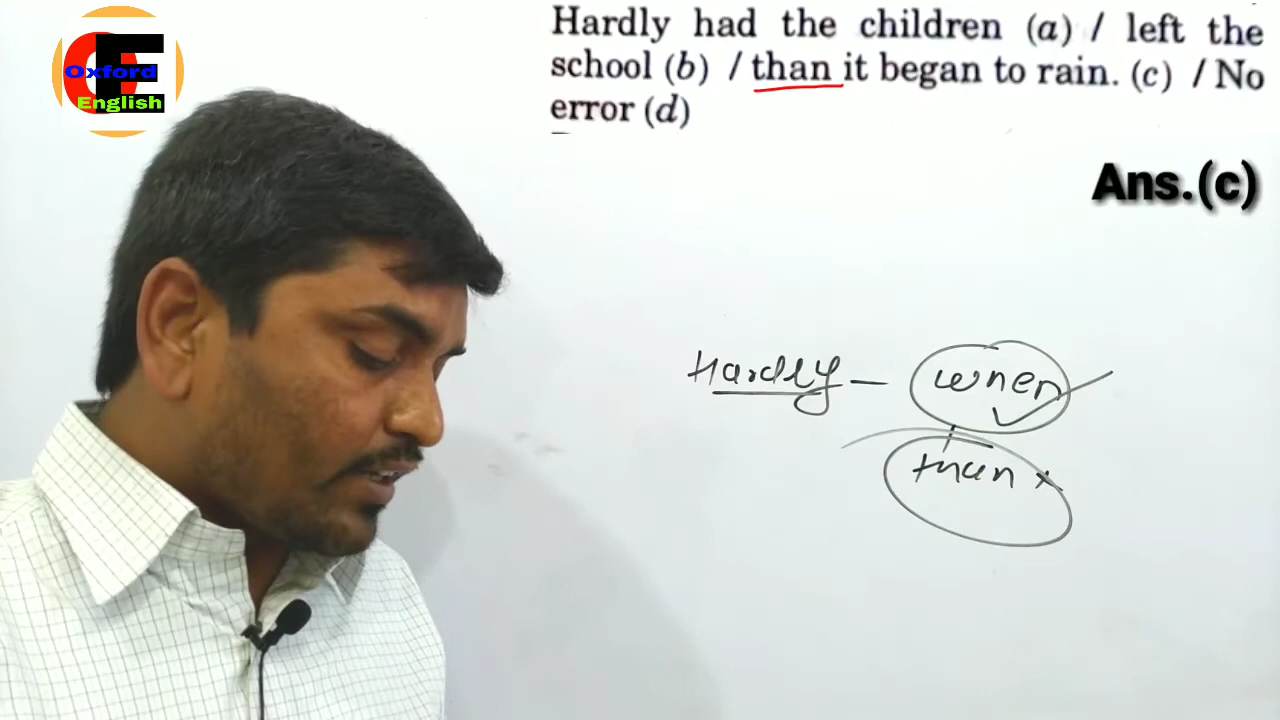 Oxford
English
Hardly had the children (a) / left the
school (b) / than it began to rain. (c) / No
error (d)
Ans.(c)
Hardly – when
than x